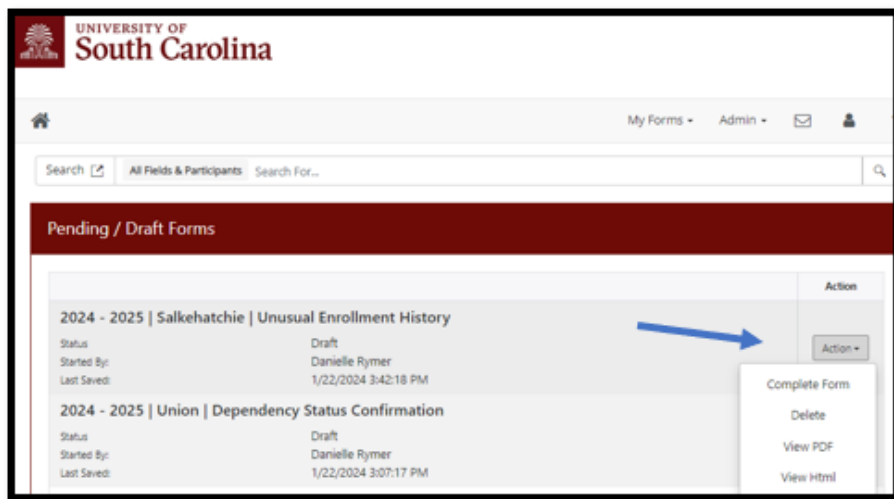 UNIVERSITY OF
South Carolina
My Forms Admin
Search All Fields & Participants Search For...
Pending / Draft Forms
Action
2024 - 2025 | Salkehatchie | Unusual Enrollment History
Status Draft
Started By: Danielle Rymer
Last Saved: 1/22/2024 3:42:18 PM
Action
Complete Form
Delete
View PDF
View Html
2024 - 2025 | Union | Dependency Status Confirmation
Status Draft
Started By: Danielle Rymer
Last Saved: 1/22/2024 3:07:17 PM